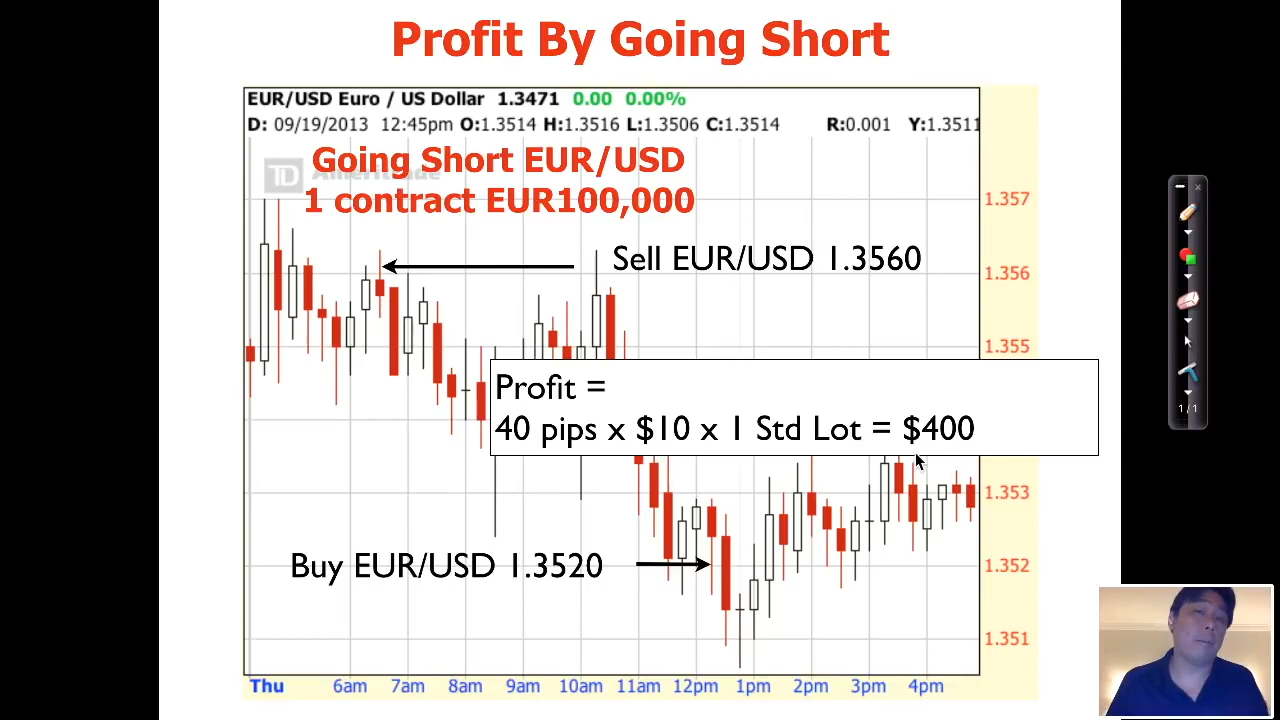 Profit By Going Short
EUR/USD Euro / US Dollar 1.3471 0.00 0.00%
D: 09/19/2013 12:45pm O:1.3514 H:1.3516 L:1.3506 C:1.3514 R:0.001 Y:1.3511
TD Ameritrade
Going Short EUR/USD
1 contract EUR100,000
1.357
Sell EUR/USD 1.3560
1.356
1.355
Profit =
40 pips x $10 x 1 Std Lot = $400
1.353
Buy EUR/USD 1.3520
1.352
1.351
Thu 6am 7am 8am 9am 10am 11am 12pm 1pm 2pm 3pm 4pm
1/1